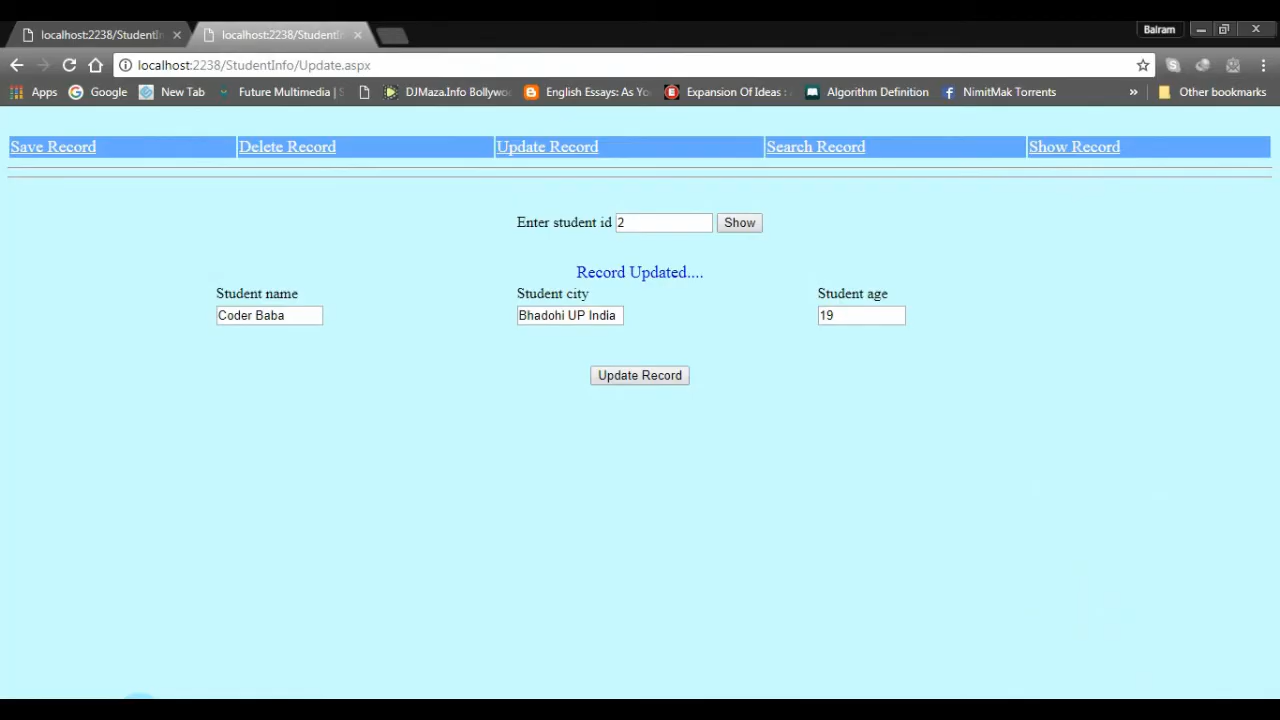 localhost:2238/StudentIn localhost:2238/StudentIn Balram
localhost:2238/StudentInfo/Update.aspx
Apps Google New Tab Future Multimedia | DJMaza.Info Bollywo English Essays: As Yo Expansion Of Ideas : Algorithm Definition NimitMak Torrents » Other bookmarks
Save Record Delete Record Update Record Search Record Show Record
Enter student id 2 Show
Record Updated....
Student name Student city Student age
Coder Baba Bhadohi UP India 19
Update Record